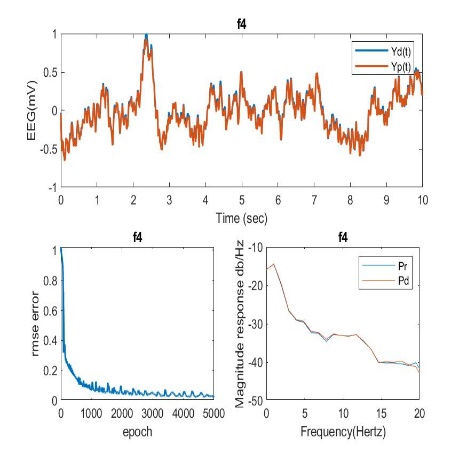 f4
1
0.5
0
-0.5
-1
EEG(mV)
Yd(t)
Yp(t)
0 1 2 3 4 5 6 7 8 9 10
Time (sec)
f4
1
0.8
0.6
0.4
0.2
0
rmse error
0 1000 2000 3000 4000 5000
epoch
f4
-10
-20
-30
-40
-50
Magnitude response db/Hz
Pr
Pd
0 5 10 15 20
Frequency(Hertz)